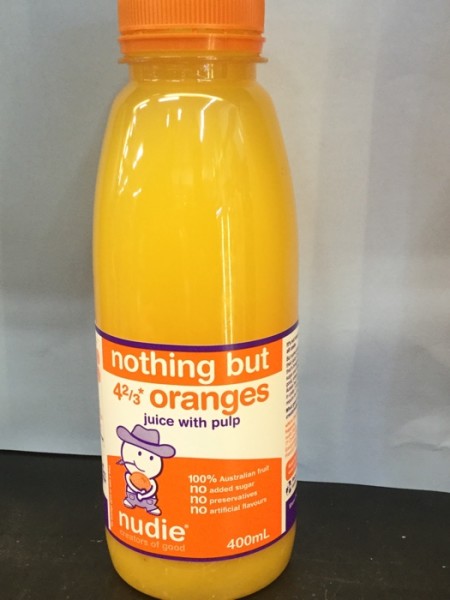 nothing but
4 2/3* oranges
juice with pulp
100% Australian fruit
no added sugar
no preservatives
no artificial flavours
nudie®
creators of good
400mL